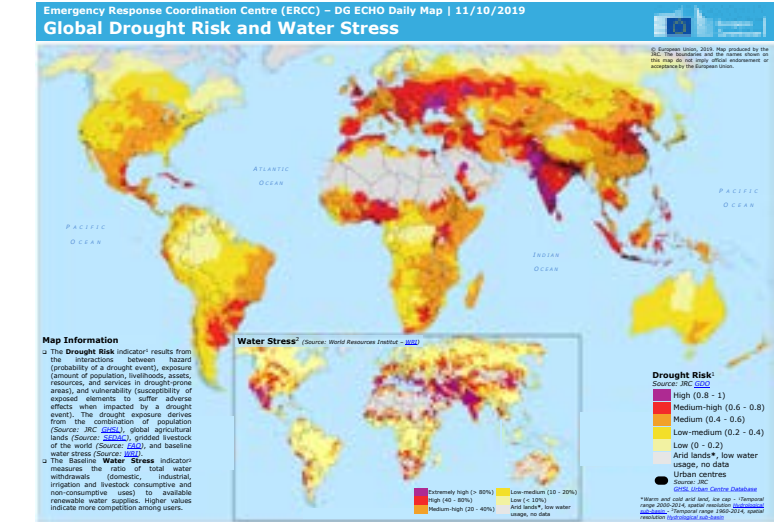 Emergency Response Coordination Centre (ERCC) – DG ECHO Daily Map | 11/10/2019
Global Drought Risk and Water Stress
© European Union, 2019. Map produced by the
JRC. The boundaries and the names shown on
this map do not imply official endorsement or
acceptance by the European Union.
ATLANTIC
OCEAN
PACIFIC
OCEAN
PACIFIC
OCEAN
INDIAN
OCEAN
Map Information
The Drought Risk indicator¹ results from
the interactions between hazard
(probability of a drought event), exposure
(amount of population, livelihoods, assets,
resources, and services in drought-prone
areas), and vulnerability (susceptibility of
exposed elements to suffer adverse
effects when impacted by a drought
event). The drought exposure derives
from the combination of population
(Source: JRC GHSL), global agricultural
lands (Source: SEDAC), gridded livestock
of the world (Source: FAO), and baseline
water stress (Source: WRI).
The Baseline Water Stress indicator²
measures the ratio of total water
withdrawals (domestic, industrial,
irrigation and livestock consumptive and
non-consumptive uses) to available
renewable water supplies. Higher values
indicate more competition among users.
Water Stress² (Source: World Resources Institut – WRI)
Extremely high (> 80%)
High (40 - 80%)
Medium-high (20 - 40%)
Low-medium (10 - 20%)
Low (< 10%)
Arid lands*, low water
usage, no data
Drought Risk¹
Source: JRC GDO
High (0.8 - 1)
Medium-high (0.6 - 0.8)
Medium (0.4 - 0.6)
Low-medium (0.2 - 0.4)
Low (0 - 0.2)
Arid lands*, low water
usage, no data
Urban centres
Source: JRC
GHSL Urban Centre Database
*Warm and cold arid land, ice cap - ¹Temporal
range 2000-2014, spatial resolution Hydrological
sub-basin - ²Temporal range 1960-2014, spatial
resolution Hydrological sub-basin